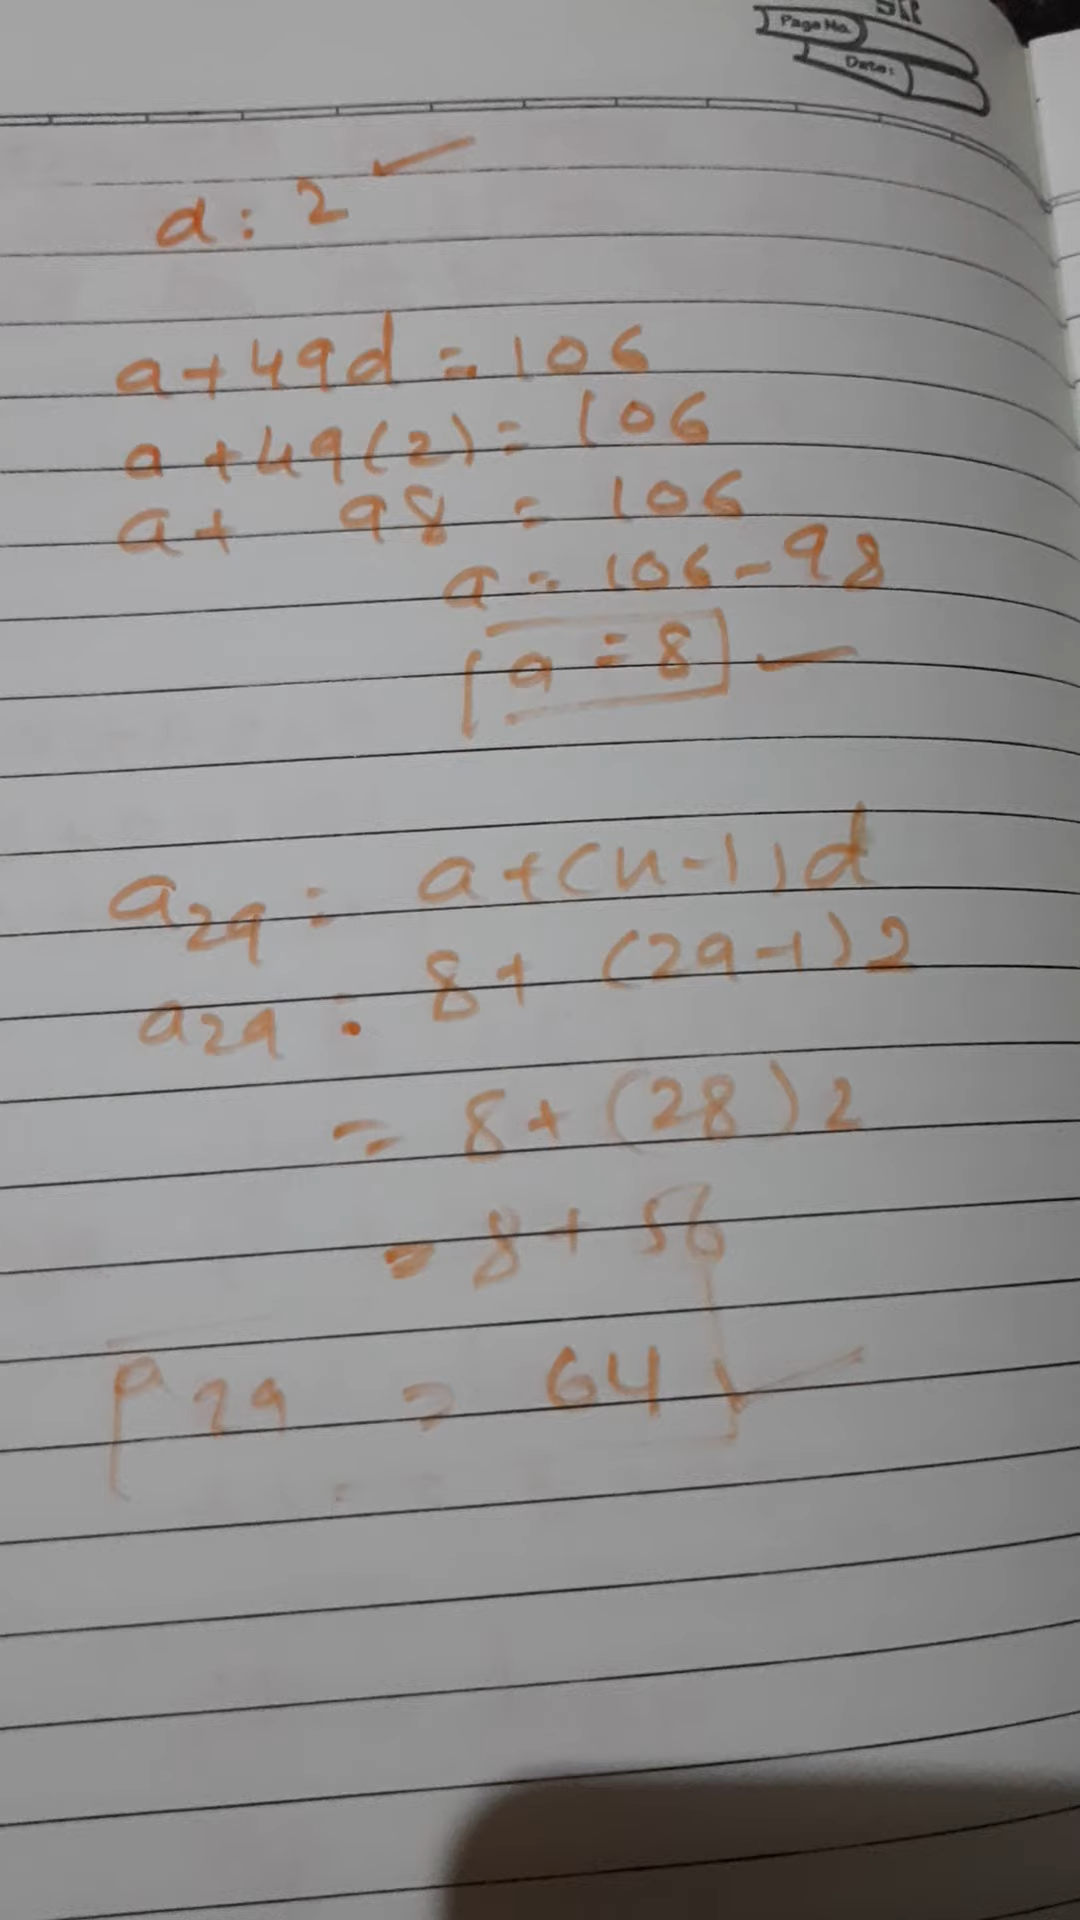 Page No.
Date:
d : 2
a + 49d = 106
a + 49(2) = 106
a + 98 = 106
a = 106 - 98
a = 8
a29 = a + (n-1)d
a29 = 8 + (29-1)2
= 8 + (28)2
= 8 + 56
a29 = 64